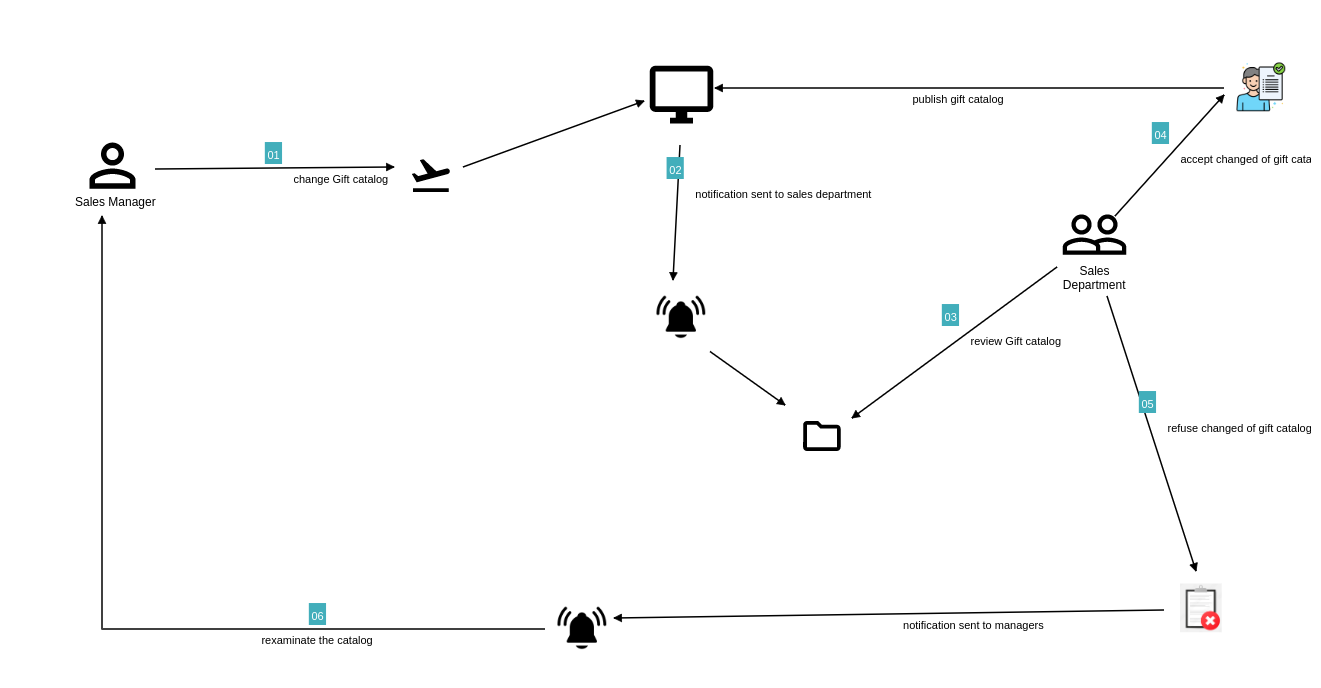 publish gift catalog
04
01
accept changed of gift cata
02
change Gift catalog
notification sent to sales department
Sales Manager
Sales
Department
03
review Gift catalog
05
refuse changed of gift catalog
06
notification sent to managers
rexaminate the catalog